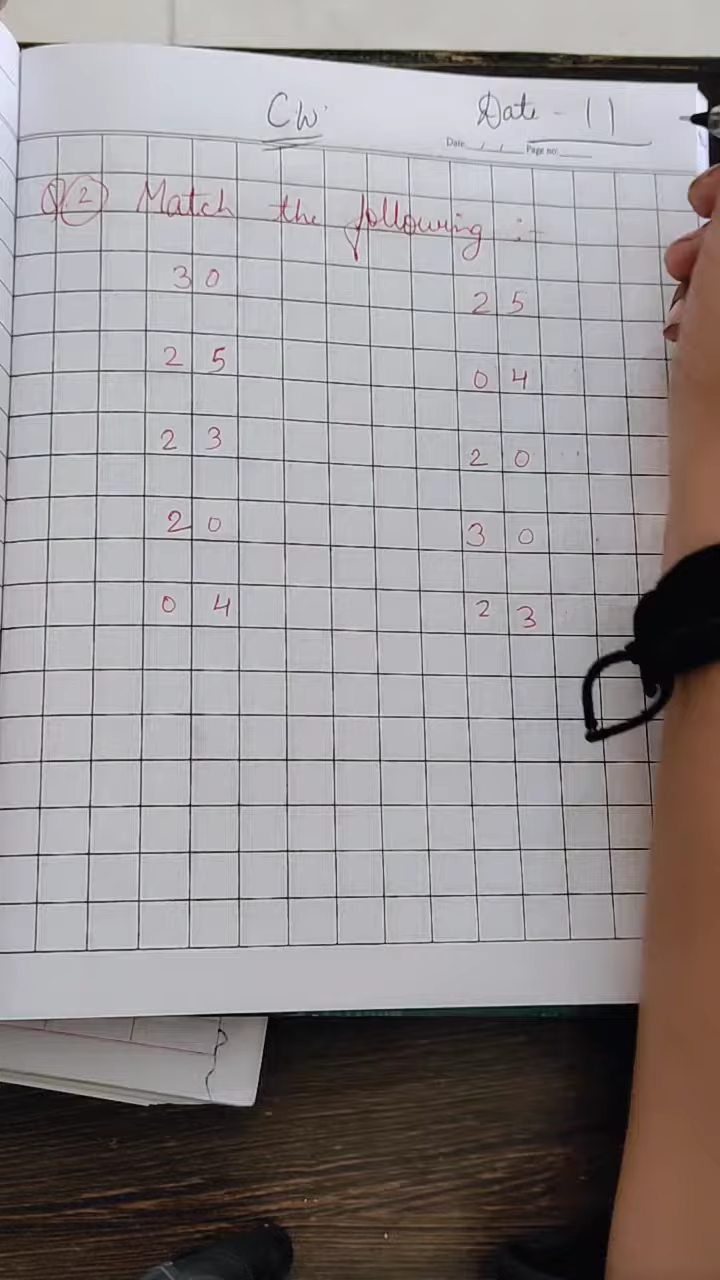 CW.
Date - 11
Date / / Page no.
Q2 Match the following :-
30 25
25 04
23 20
20 30
04 23